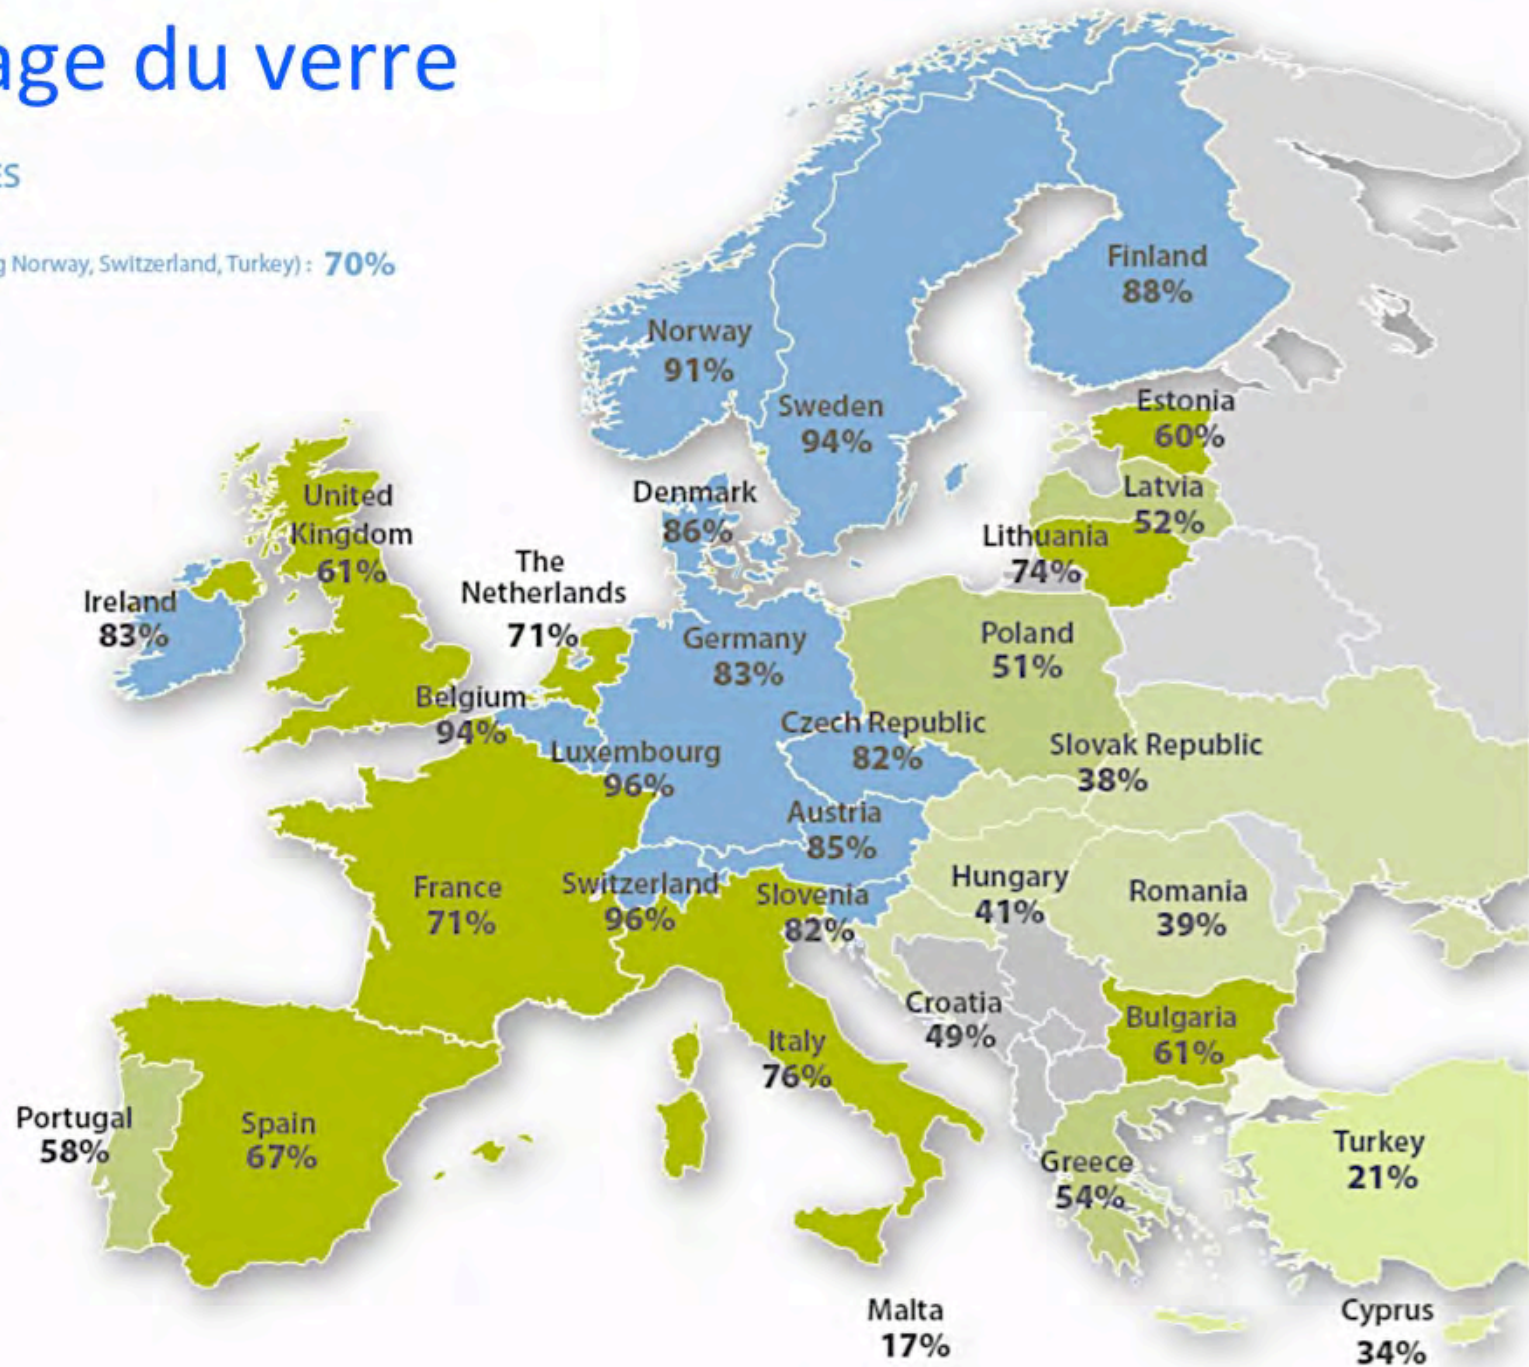 age du verre
ES
g Norway, Switzerland, Turkey) : 70%
Finland
88%
Norway
91%
Sweden
94%
Estonia
60%
Latvia
52%
Lithuania
74%
Denmark
86%
United
Kingdom
61%
The
Netherlands
71%
Ireland
83%
Germany
83%
Poland
51%
Belgium
94%
Luxembourg
96%
Czech Republic
82%
Slovak Republic
38%
Austria
85%
France
71%
Switzerland
96%
Slovenia
82%
Hungary
41%
Romania
39%
Croatia
49%
Bulgaria
61%
Italy
76%
Portugal
58%
Spain
67%
Greece
54%
Turkey
21%
Malta
17%
Cyprus
34%